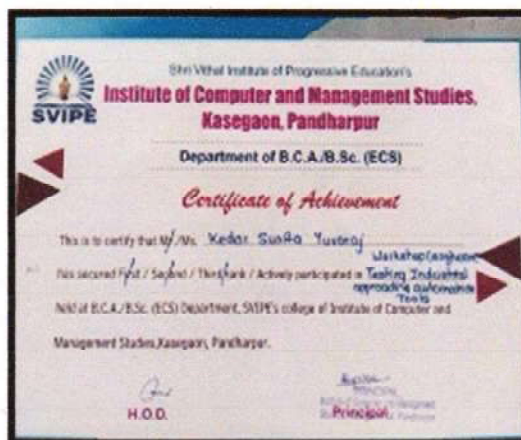 SVIPE
Shri Vithal Institute of Progressive Education's
Institute of Computer and Management Studies,
Kasegaon, Pandharpur
Department of B.C.A./B.Sc. (ECS)
Certificate of Achievement
This is to certify that Mr./Ms. Kedar Yuvraj
Workshop
has secured First / Second / Third Rank / Actively participated in Testing Industrial
approading automation
Tools
held at B.C.A./B.Sc. (ECS) Department, SVIPE's college of Institute of Computer and
Management Studies, Kasegaon, Pandharpur.
H.O.D.
PRINCIPAL
Principal